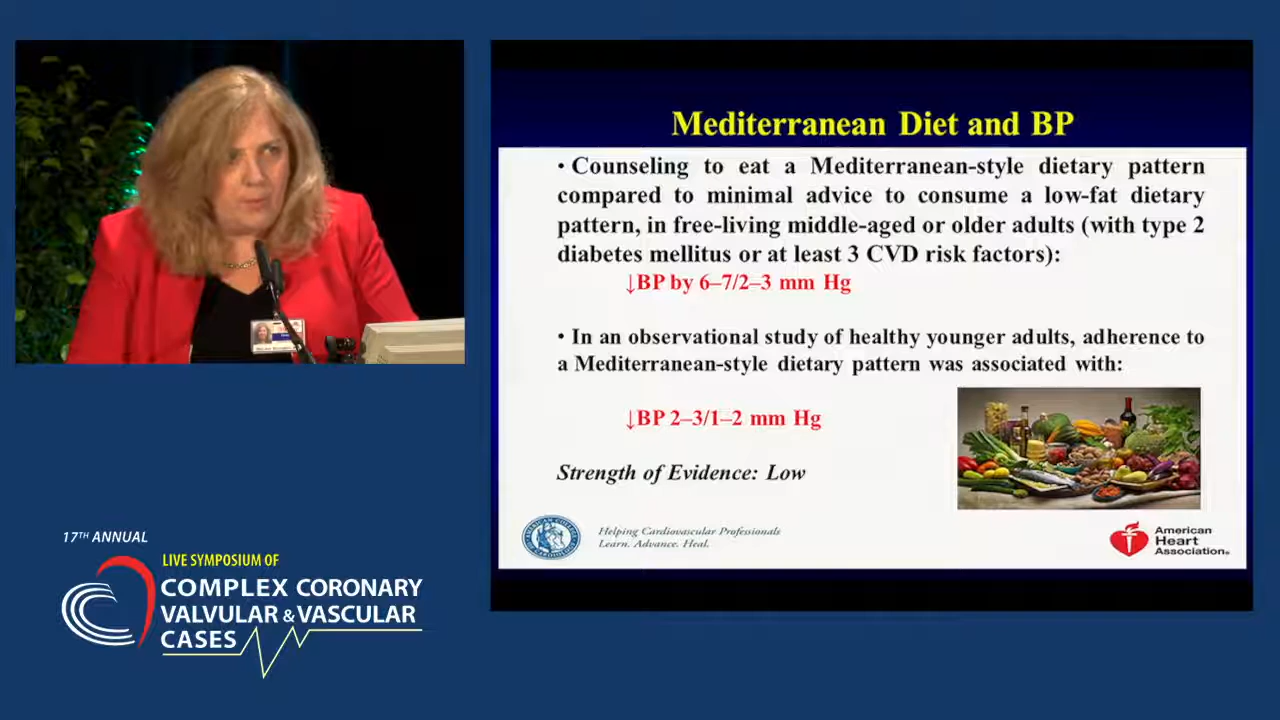 Mediterranean Diet and BP
• Counseling to eat a Mediterranean-style dietary pattern
compared to minimal advice to consume a low-fat dietary
pattern, in free-living middle-aged or older adults (with type 2
diabetes mellitus or at least 3 CVD risk factors):
↓BP by 6–7/2–3 mm Hg
• In an observational study of healthy younger adults, adherence to
a Mediterranean-style dietary pattern was associated with:
↓BP 2–3/1–2 mm Hg
Strength of Evidence: Low
Helping Cardiovascular Professionals
Learn. Advance. Heal.
American
Heart
Association®
17TH ANNUAL
LIVE SYMPOSIUM OF
COMPLEX CORONARY
VALVULAR & VASCULAR
CASES